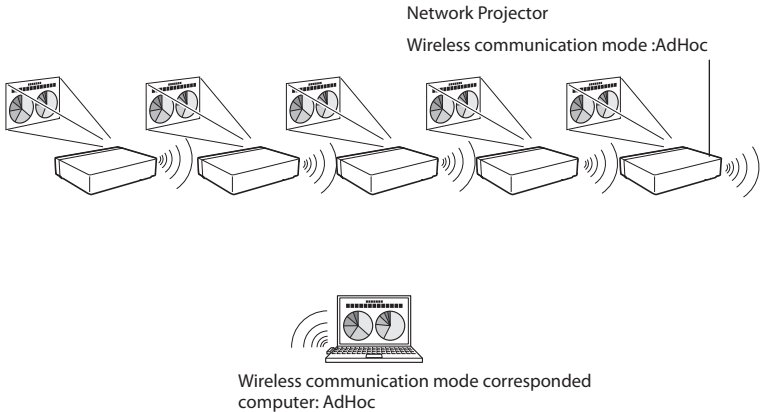 Network Projector
Wireless communication mode :AdHoc
Wireless communication mode corresponded
computer: AdHoc